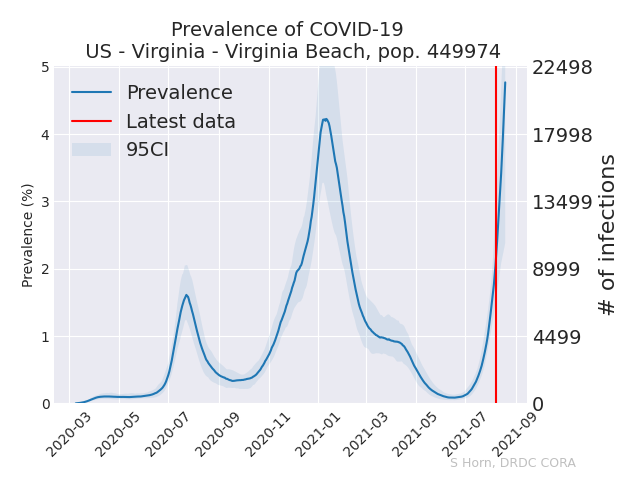 Prevalence of COVID-19
US - Virginia - Virginia Beach, pop. 449974
Prevalence
Latest data
95CI
Prevalence (%)
5
4
3
2
1
0
22498
17998
13499
8999
4499
0
# of infections
2020-03
2020-05
2020-07
2020-09
2020-11
2021-01
2021-03
2021-05
2021-07
2021-09
S Horn, DRDC CORA